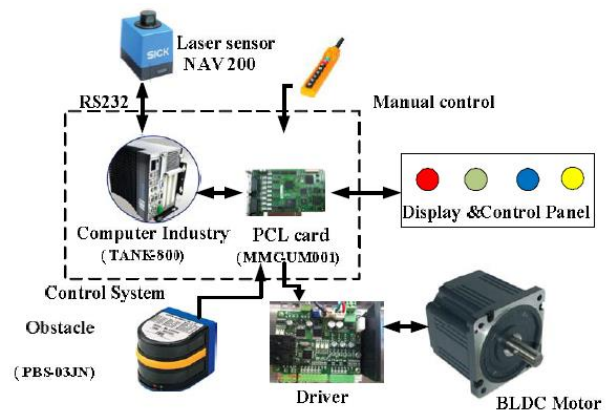 Laser sensor
NAV 200
SICK
RS232
Manual control
Computer Industry
(TANK-800)
PCL card
(MMC-UM001)
Display &Control Panel
Control System
Obstacle
(PBS-03JN)
Driver
BLDC Motor